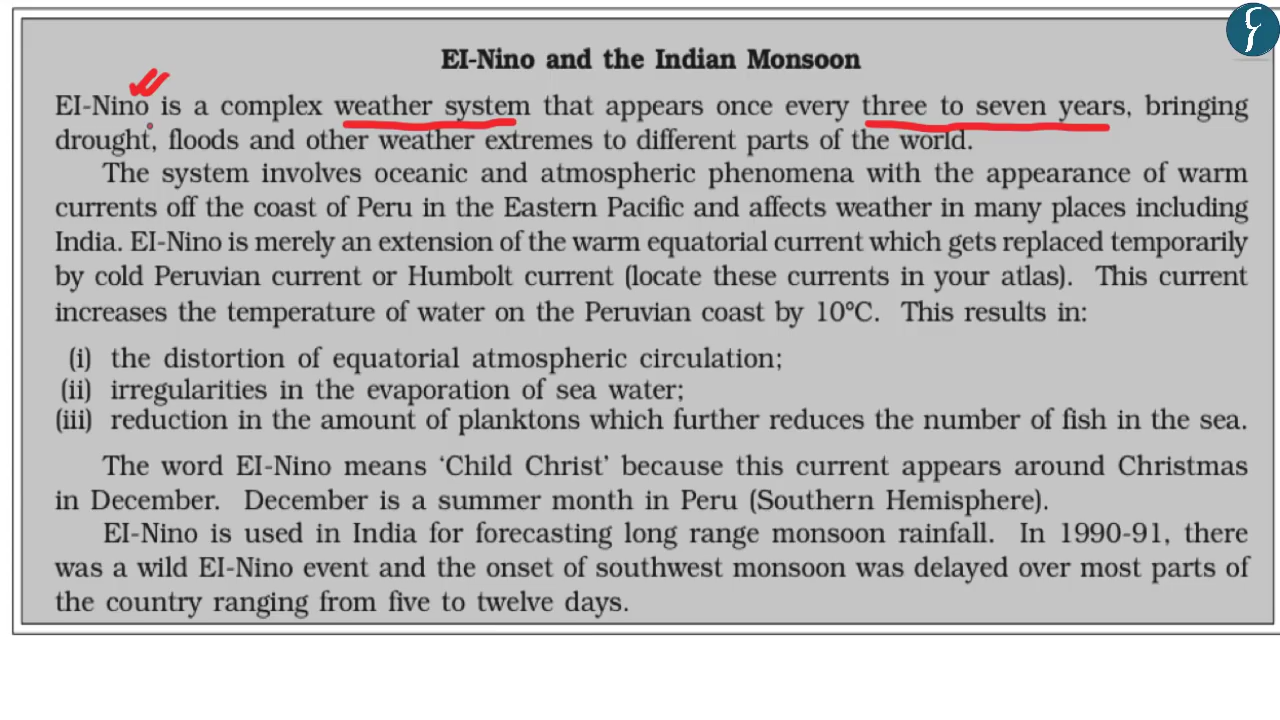 EI-Nino and the Indian Monsoon
EI-Nino is a complex weather system that appears once every three to seven years, bringing
drought, floods and other weather extremes to different parts of the world.
The system involves oceanic and atmospheric phenomena with the appearance of warm
currents off the coast of Peru in the Eastern Pacific and affects weather in many places including
India. EI-Nino is merely an extension of the warm equatorial current which gets replaced temporarily
by cold Peruvian current or Humbolt current (locate these currents in your atlas). This current
increases the temperature of water on the Peruvian coast by 10°C. This results in:
(i) the distortion of equatorial atmospheric circulation;
(ii) irregularities in the evaporation of sea water;
(iii) reduction in the amount of planktons which further reduces the number of fish in the sea.
The word EI-Nino means ‘Child Christ’ because this current appears around Christmas
in December. December is a summer month in Peru (Southern Hemisphere).
EI-Nino is used in India for forecasting long range monsoon rainfall. In 1990-91, there
was a wild EI-Nino event and the onset of southwest monsoon was delayed over most parts of
the country ranging from five to twelve days.